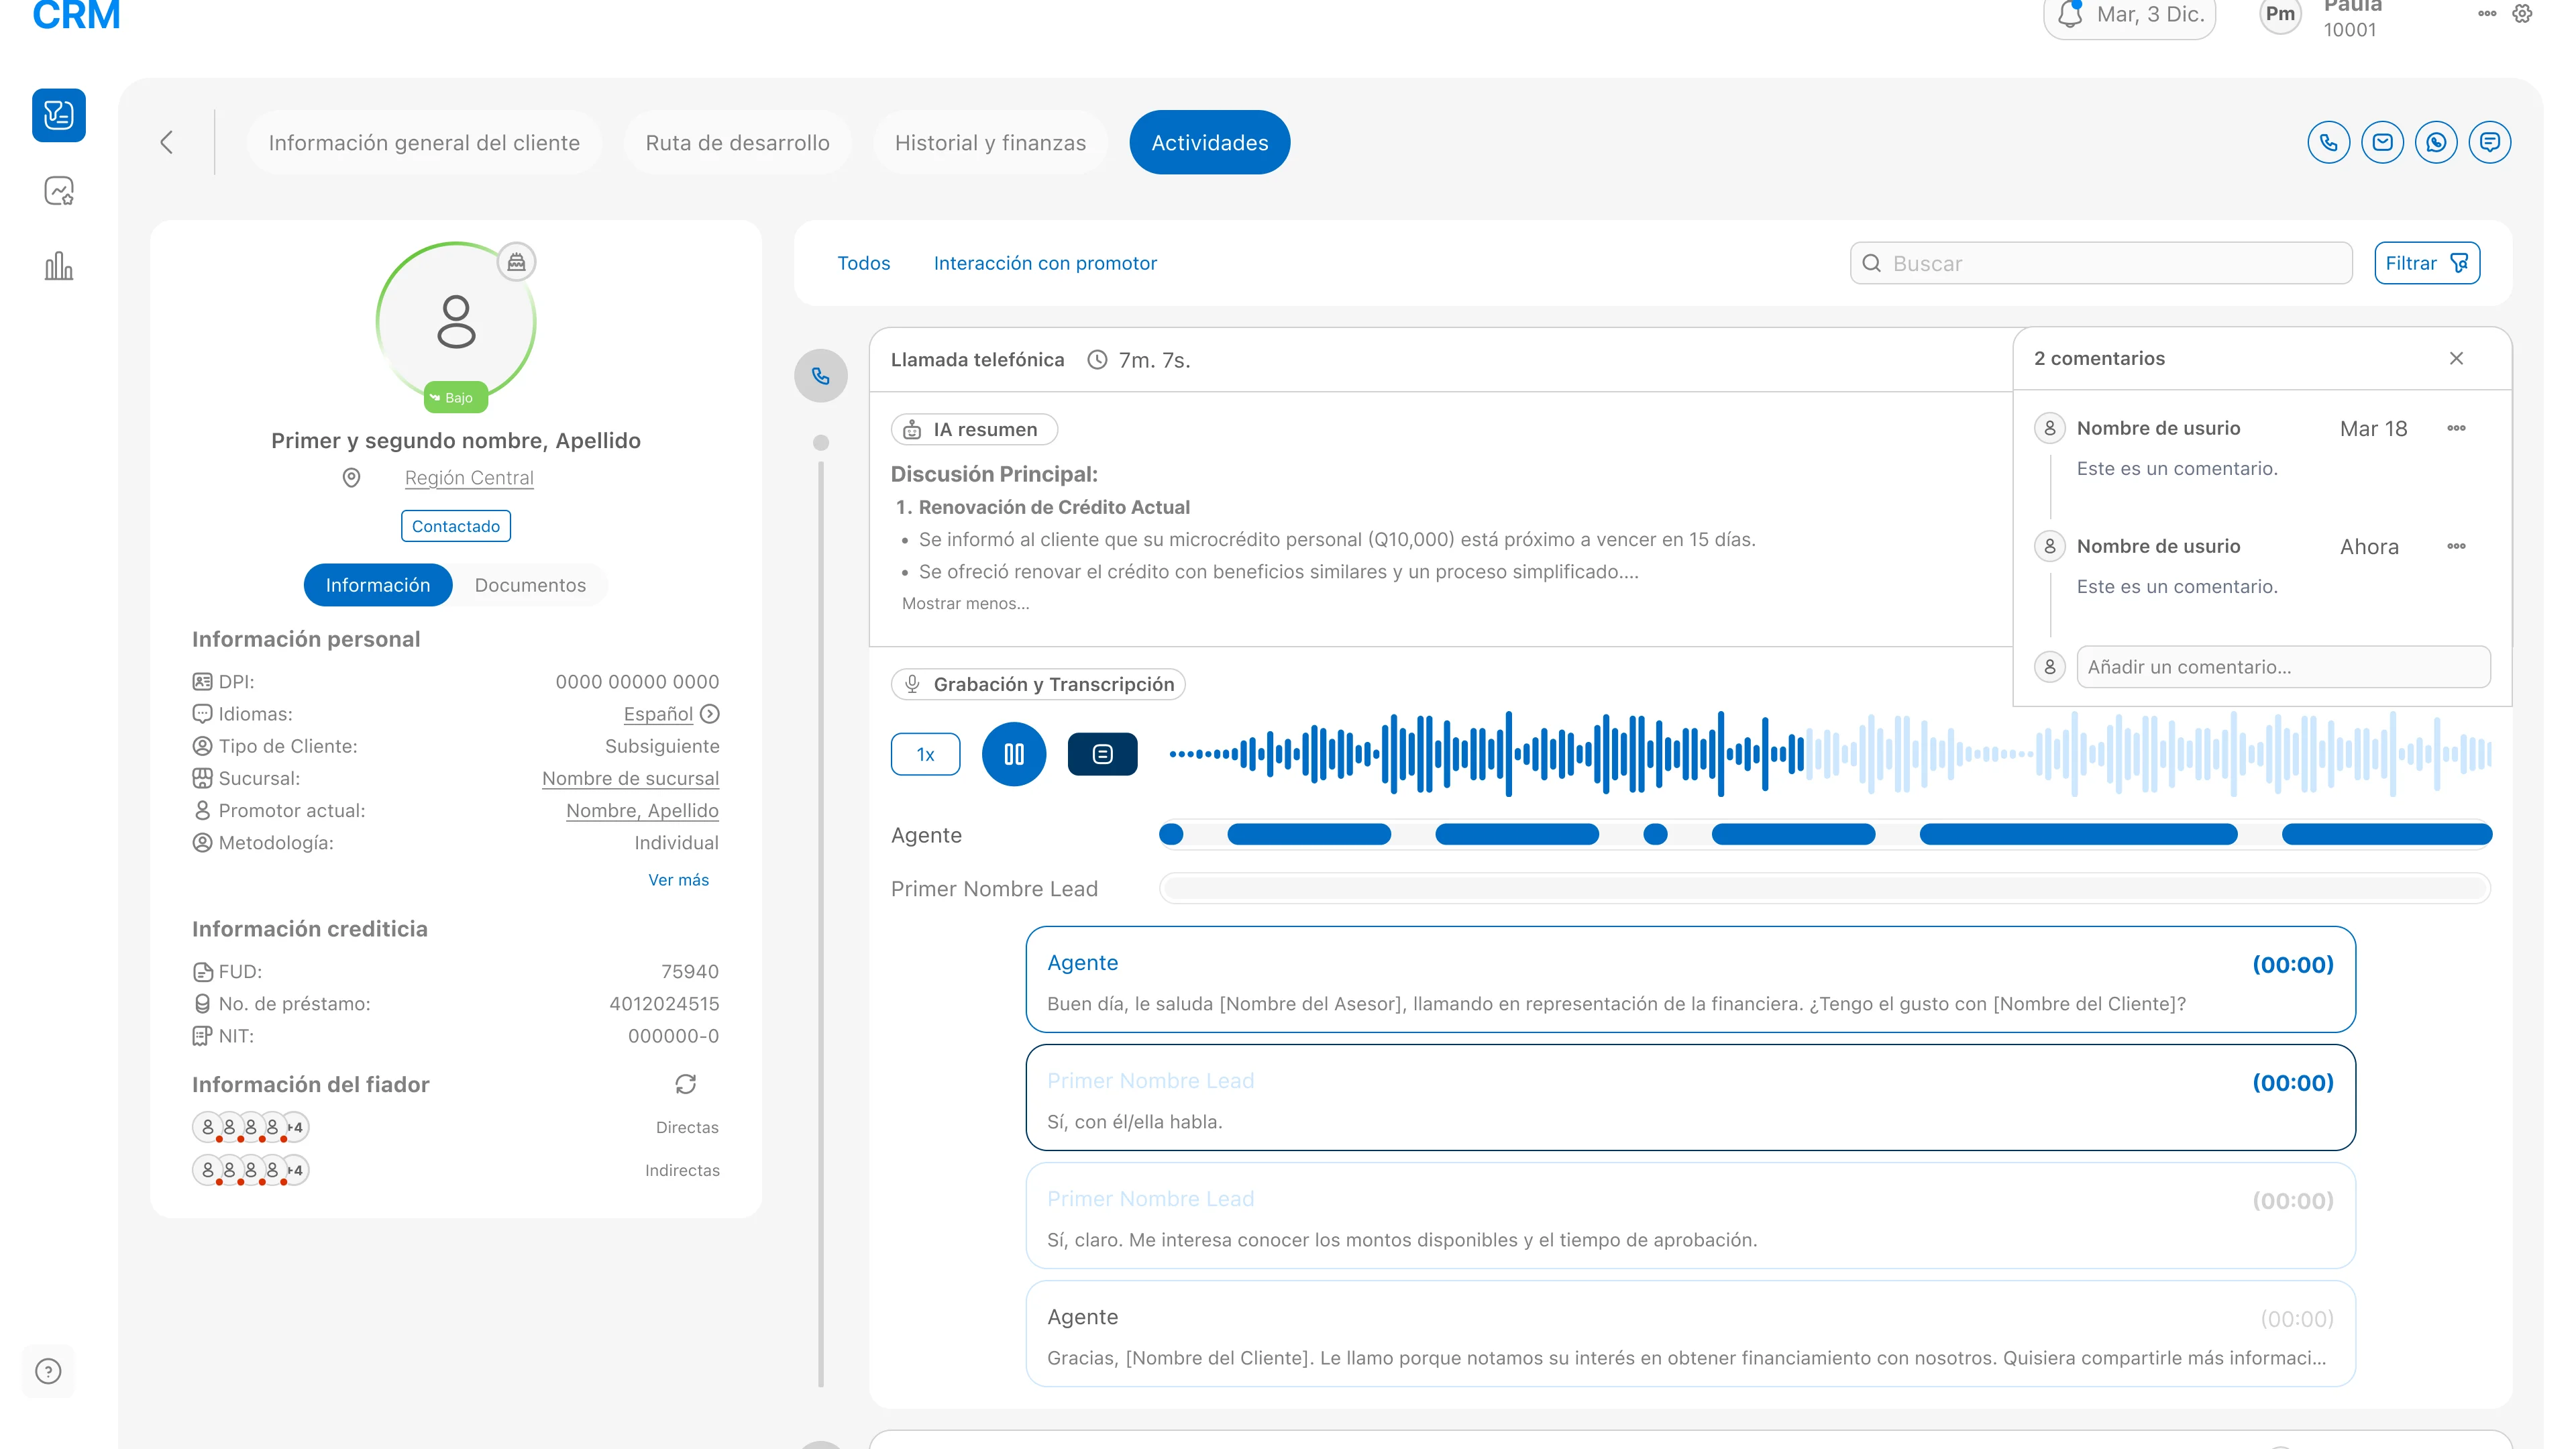 CRM
Mar, 3 Dic.
Pm
Paula
10001
Información general del cliente
Ruta de desarrollo
Historial y finanzas
Actividades
Bajo
Primer y segundo nombre, Apellido
Región Central
Contactado
Información
Documentos
Información personal
DPI: 0000 00000 0000
Idiomas: Español
Tipo de Cliente: Subsiguiente
Sucursal: Nombre de sucursal
Promotor actual: Nombre, Apellido
Metodología: Individual
Ver más
Información crediticia
FUD: 75940
No. de préstamo: 4012024515
NIT: 000000-0
Información del fiador
+4 Directas
+4 Indirectas
Todos
Interacción con promotor
Buscar
Filtrar
Llamada telefónica 7m. 7s.
IA resumen
Discusión Principal:
1. Renovación de Crédito Actual
• Se informó al cliente que su microcrédito personal (Q10,000) está próximo a vencer en 15 días.
• Se ofreció renovar el crédito con beneficios similares y un proceso simplificado....
Mostrar menos...
2 comentarios
Nombre de usurio Mar 18
Este es un comentario.
Nombre de usurio Ahora
Este es un comentario.
Añadir un comentario...
Grabación y Transcripción
1x
Agente
Primer Nombre Lead
Agente (00:00)
Buen día, le saluda [Nombre del Asesor], llamando en representación de la financiera. ¿Tengo el gusto con [Nombre del Cliente]?
Primer Nombre Lead (00:00)
Sí, con él/ella habla.
Primer Nombre Lead (00:00)
Sí, claro. Me interesa conocer los montos disponibles y el tiempo de aprobación.
Agente (00:00)
Gracias, [Nombre del Cliente]. Le llamo porque notamos su interés en obtener financiamiento con nosotros. Quisiera compartirle más informaci...